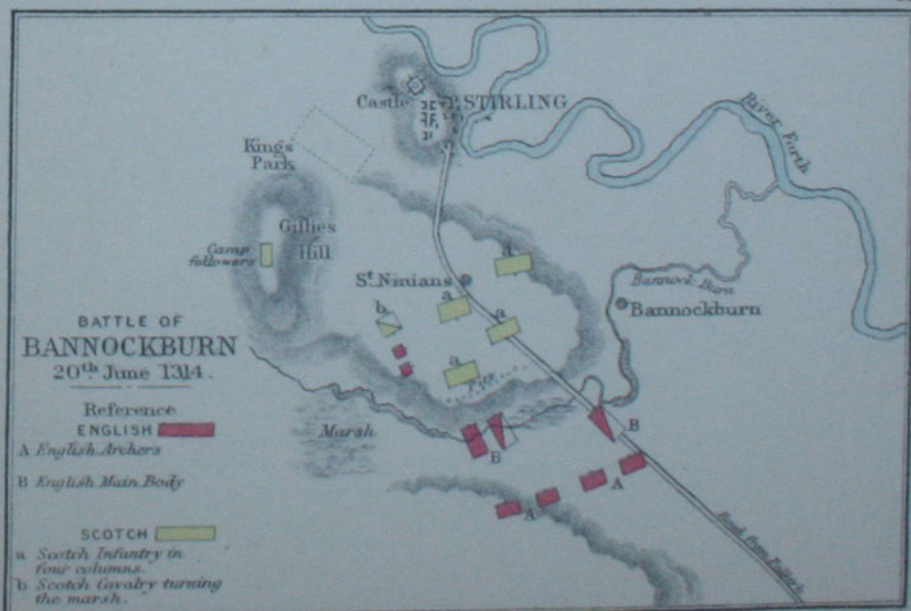 Castle
STIRLING
River Forth
Kings
Park
Gillies
Hill
Camp
followers
St. Ninians
a
a
a
a
b
Bannock Burn
Bannockburn
Pits
Marsh
B
B
A
A
Road from Falkirk
BATTLE OF
BANNOCKBURN
20th June 1314.
Reference
ENGLISH
A English Archers
B English Main Body
SCOTCH
a Scotch Infantry in
four columns.
b Scotch Cavalry turning
the marsh.